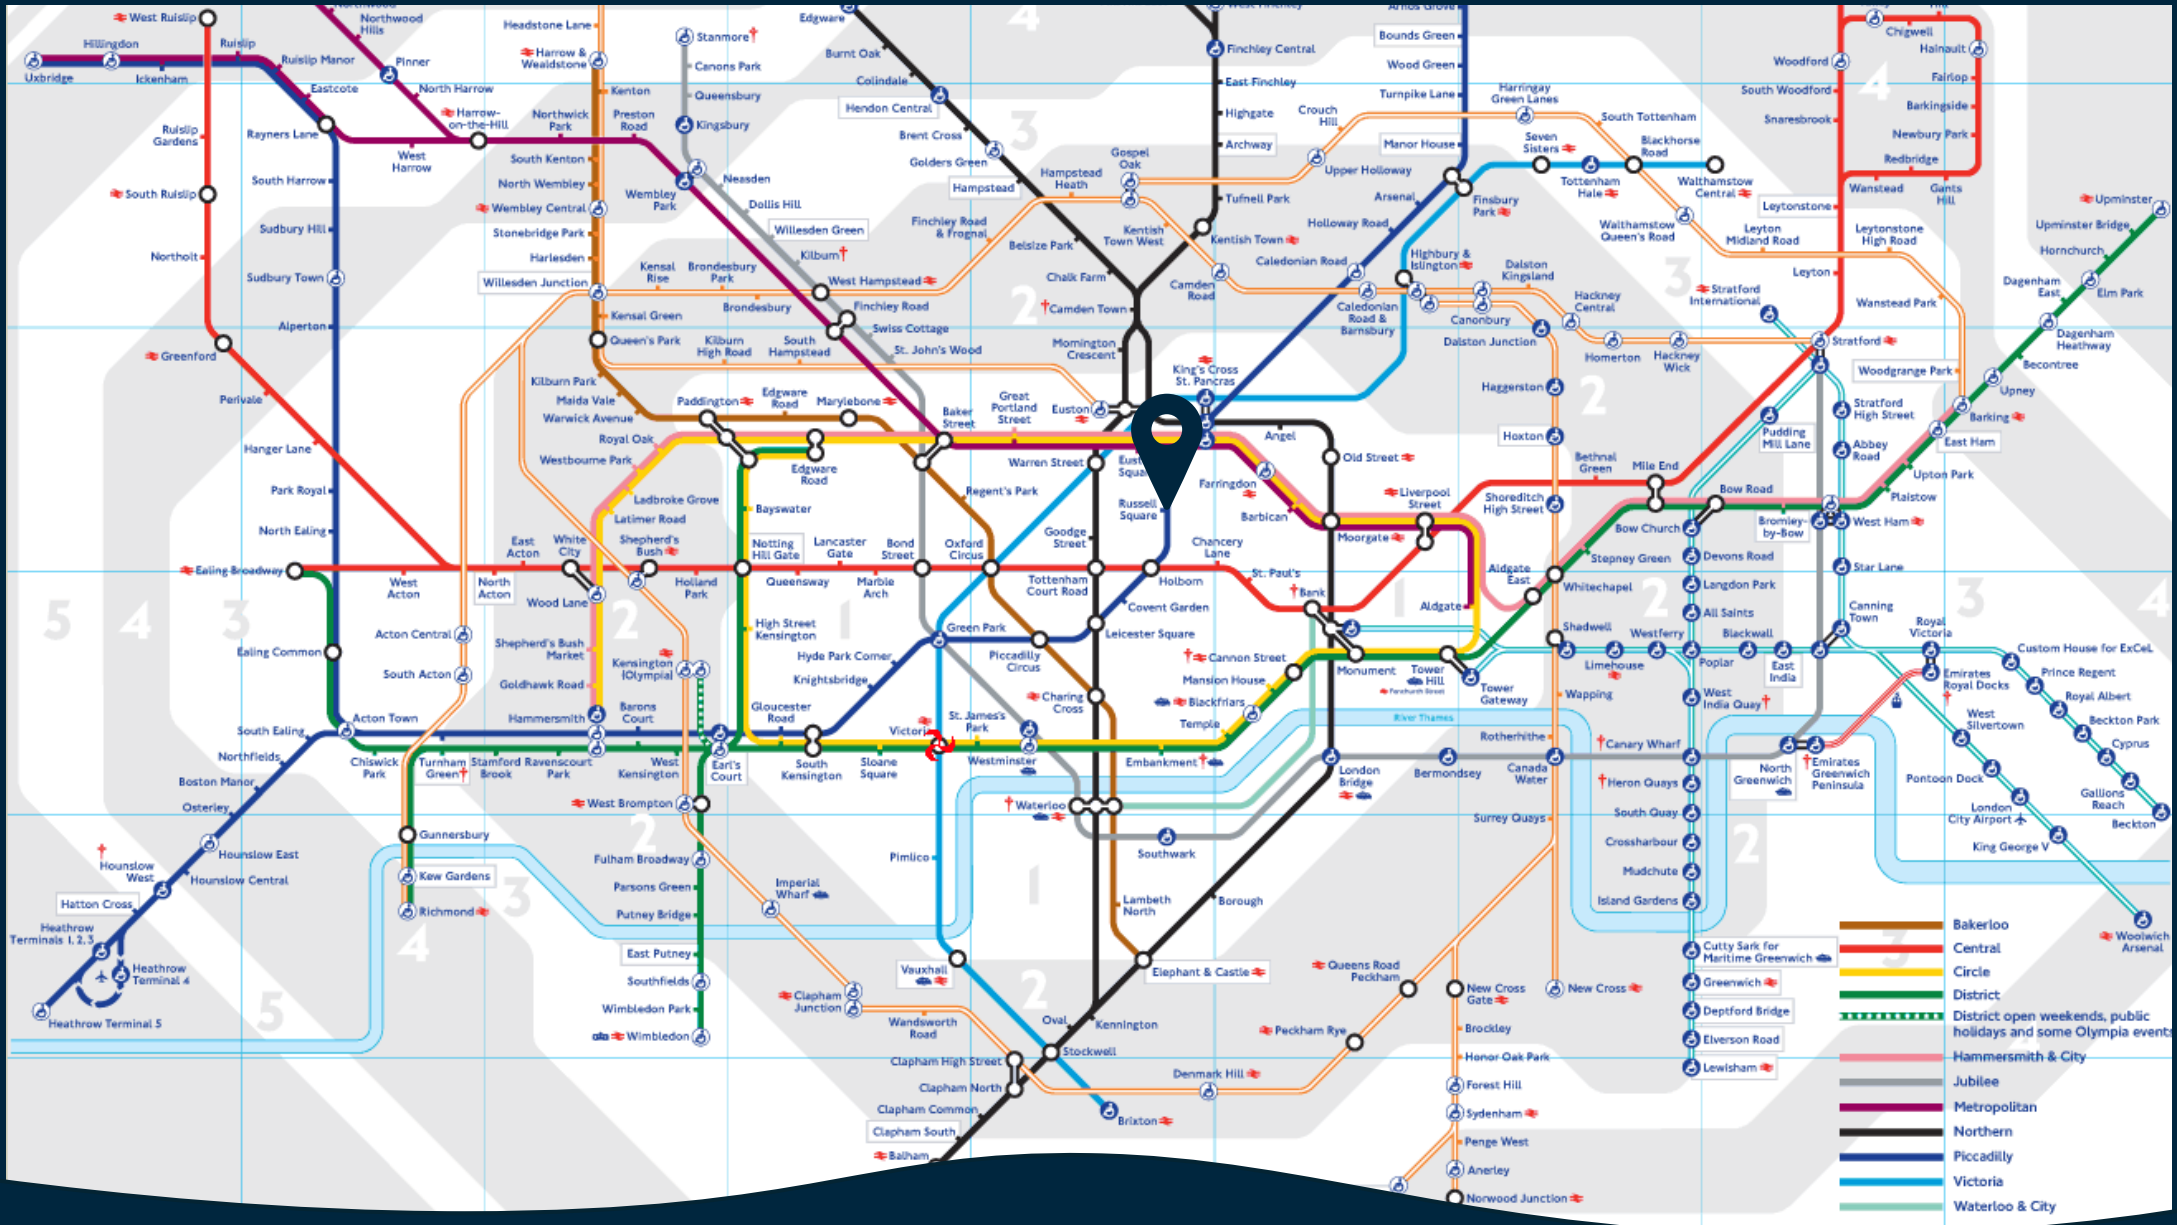 West Ruislip
Northwood
Hills
Headstone Lane
Stanmore
Edgware
4
West Finchley
Arnos Grove
Chigwell
Hillingdon
Ruislip
Ruislip Manor
Pinner
Harrow &
Wealdstone
Canons Park
Burnt Oak
Finchley Central
Bounds Green
Woodford
Hainault
Uxbridge
Ickenham
Eastcote
North Harrow
Kenton
Queensbury
Colindale
East Finchley
Wood Green
South Woodford
4
Fairlop
Harrow-
on-the-Hill
Northwick
Park
Preston
Road
Kingsbury
Hendon Central
3
Highgate
Turnpike Lane
Crouch
Hill
Harringay
Green Lanes
South Tottenham
Snaresbrook
Barkingside
Ruislip
Gardens
Rayners Lane
West
Harrow
Brent Cross
Archway
Manor House
Seven
Sisters
Blackhorse
Road
Newbury Park
South Kenton
Neasden
Golders Green
Gospel
Oak
Upper Holloway
Redbridge
South Ruislip
South Harrow
North Wembley
Wembley
Park
Hampstead
Hampstead
Heath
Tufnell Park
Arsenal
Finsbury
Park
Tottenham
Hale
Walthamstow
Central
Wanstead
Gants
Hill
Upminster
Wembley Central
Dollis Hill
Finchley Road
& Frognal
Leytonstone
Upminster Bridge
Sudbury Hill
Stonebridge Park
Willesden Green
Belsize Park
Kentish
Town West
Kentish Town
Holloway Road
Walthamstow
Queen's Road
Leyton
Midland Road
Leytonstone
High Road
Hornchurch
Northolt
Harlesden
Kilburn
Caledonian Road
Highbury &
Islington
Dalston
Kingsland
3
Leyton
Dagenham
East
Elm Park
Sudbury Town
Willesden Junction
Kensal
Rise
Brondesbury
Park
West Hampstead
Chalk Farm
Camden
Road
Stratford
International
Brondesbury
Finchley Road
2
Camden Town
Caledonian
Road &
Barnsbury
Canonbury
Hackney
Central
Wanstead Park
Alperton
Kensal Green
Swiss Cottage
Dagenham
Heathway
Greenford
Queen's Park
Kilburn
High Road
South
Hampstead
St. John's Wood
Mornington
Crescent
Dalston Junction
Homerton
Hackney
Wick
Stratford
Becontree
Perivale
Kilburn Park
King's Cross
St. Pancras
Haggerston
2
Woodgrange Park
Upney
Maida Vale
Paddington
Edgware
Road
Marylebone
Great
Portland
Street
Euston
Stratford
High Street
Barking
Warwick Avenue
Baker
Street
Angel
Hoxton
Pudding
Mill Lane
East Ham
Hanger Lane
Royal Oak
Westbourne Park
Edgware
Road
Warren Street
Old Street
Bethnal
Green
Mile End
Abbey
Road
Upton Park
Park Royal
Ladbroke Grove
Regent's Park
Russell
Square
Farringdon
Liverpool
Street
Shoreditch
High Street
Bow Road
Plaistow
Latimer Road
Bayswater
Barbican
Bow Church
Bromley-
by-Bow
West Ham
North Ealing
East
Acton
White
City
Shepherd's
Bush
Notting
Hill Gate
Lancaster
Gate
Bond
Street
Oxford
Circus
Goodge
Street
Chancery
Lane
Moorgate
Stepney Green
Devons Road
Ealing Broadway
West
Acton
North
Acton
Holland
Park
Queensway
Marble
Arch
Tottenham
Court Road
Holborn
St. Paul's
Aldgate
East
Whitechapel
Langdon Park
Star Lane
5
4
3
Wood Lane
2
1
Covent Garden
Bank
1
Aldgate
2
All Saints
Canning
Town
3
4
Acton Central
High Street
Kensington
Green Park
Leicester Square
Shadwell
Westferry
Blackwall
Royal
Victoria
Ealing Common
Shepherd's Bush
Market
Kensington
(Olympia)
Hyde Park Corner
Piccadilly
Circus
Cannon Street
Mansion House
Monument
Tower
Hill
Fenchurch Street
Limehouse
Poplar
East
India
Custom House for ExCeL
South Acton
Goldhawk Road
Knightsbridge
Charing
Cross
Blackfriars
Tower
Gateway
Wapping
West
India Quay
Emirates
Royal Docks
Prince Regent
Acton Town
Hammersmith
Barons
Court
Gloucester
Road
St. James's
Park
Temple
River Thames
West
Silvertown
Royal Albert
South Ealing
Victoria
Rotherhithe
Canary Wharf
Beckton Park
Northfields
Chiswick
Park
Turnham
Green
Stamford
Brook
Ravenscourt
Park
West
Kensington
Earl's
Court
South
Kensington
Sloane
Square
Westminster
Embankment
London
Bridge
Bermondsey
Canada
Water
North
Greenwich
Emirates
Greenwich
Peninsula
Cyprus
Boston Manor
Heron Quays
Pontoon Dock
Gallions
Reach
Osterley
West Brompton
Waterloo
Surrey Quays
South Quay
London
City Airport
Beckton
Gunnersbury
2
Southwark
Crossharbour
2
King George V
Hounslow
West
Hounslow East
Hounslow Central
Kew Gardens
Fulham Broadway
Pimlico
Mudchute
Hatton Cross
Richmond
3
Parsons Green
Imperial
Wharf
1
Lambeth
North
Borough
Island Gardens
Heathrow
Terminals 1, 2, 3
4
Putney Bridge
Bakerloo
Woolwich
Arsenal
Heathrow
Terminal 4
East Putney
Vauxhall
Elephant & Castle
Queens Road
Peckham
Cutty Sark for
Maritime Greenwich
3
Central
Heathrow Terminal 5
5
Southfields
Clapham
Junction
2
New Cross
Gate
New Cross
Greenwich
Circle
Wimbledon Park
Wandsworth
Road
Oval
Kennington
Peckham Rye
Brockley
Deptford Bridge
District
Wimbledon
Stockwell
Elverson Road
District open weekends, public
holidays and some Olympia events
Clapham High Street
Denmark Hill
Honor Oak Park
Lewisham
Hammersmith & City
Clapham North
Forest Hill
Jubilee
Clapham Common
Brixton
Sydenham
Metropolitan
Clapham South
Penge West
Northern
Balham
Anerley
Piccadilly
Norwood Junction
Victoria
Waterloo & City